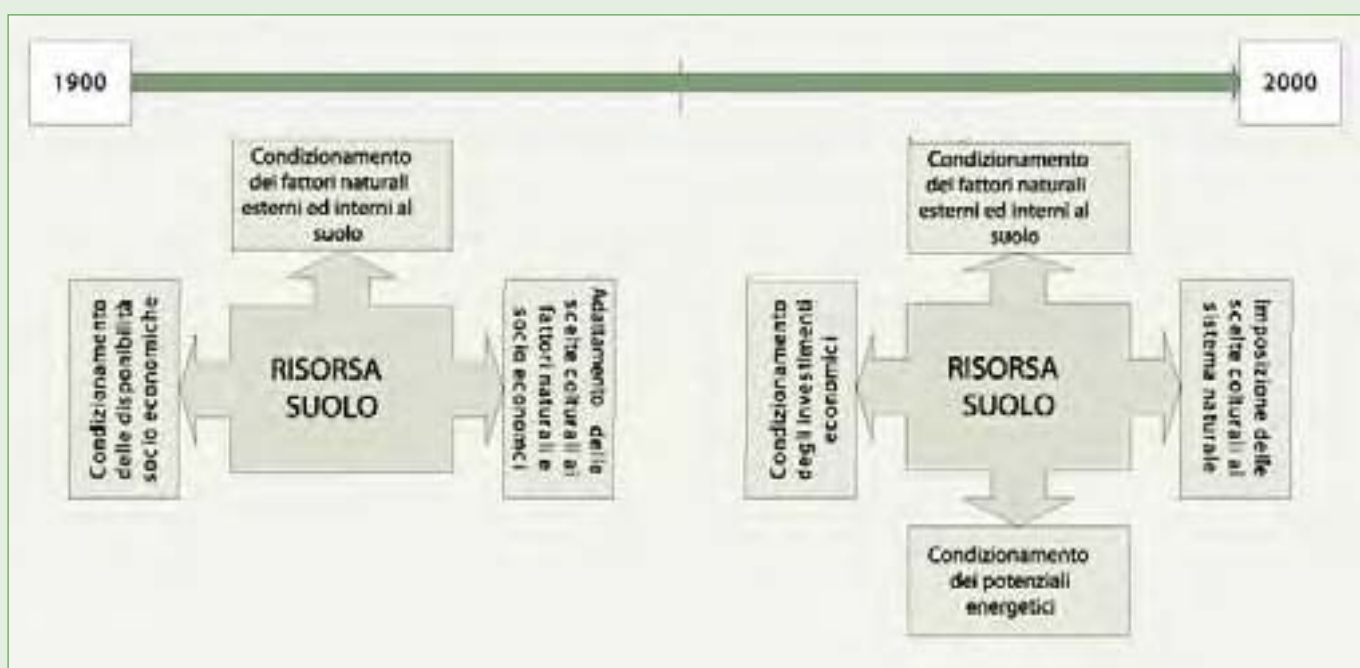 1900
2000
Condizionamento
dei fattori naturali
esterni ed interni al
suolo
Condizionamento
delle disponibilità
socio economiche
RISORSA
SUOLO
Adattamento delle
scelte colturali ai
fattori naturali e
socio economici
Condizionamento
dei fattori naturali
esterni ed interni al
suolo
Condizionamento
degli investimenti
economici
RISORSA
SUOLO
Imposizione delle
scelte colturali al
sistema naturale
Condizionamento
dei potenziali
energetici